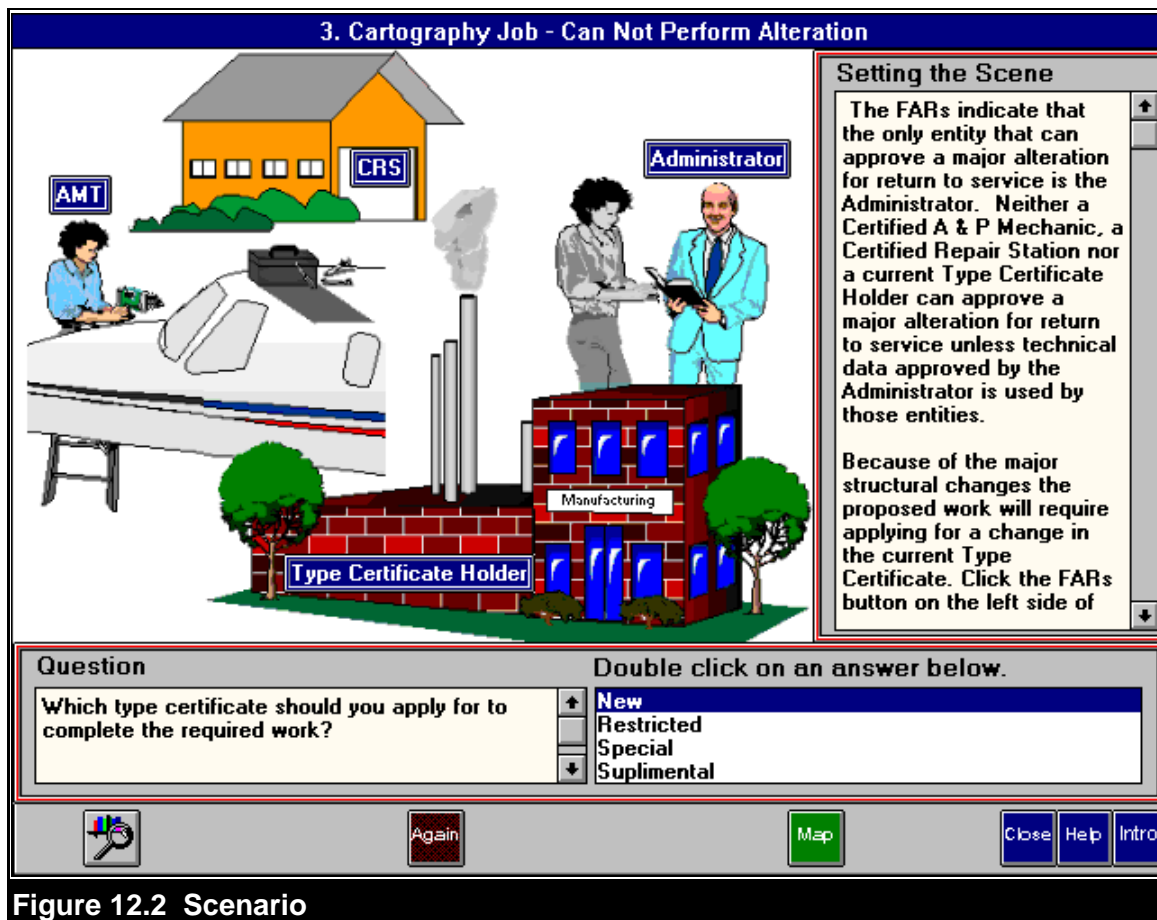 3. Cartography Job - Can Not Perform Alteration
AMT
CRS
Administrator
Manufacturing
Type Certificate Holder
Setting the Scene
The FARs indicate that
the only entity that can
approve a major alteration
for return to service is the
Administrator. Neither a
Certified A & P Mechanic, a
Certified Repair Station nor
a current Type Certificate
Holder can approve a
major alteration for return
to service unless technical
data approved by the
Administrator is used by
those entities.
Because of the major
structural changes the
proposed work will require
applying for a change in
the current Type
Certificate. Click the FARs
button on the left side of
Question
Which type certificate should you apply for to
complete the required work?
Double click on an answer below.
New
Restricted
Special
Suplimental
Again
Map
Close
Help
Intro
Figure 12.2 Scenario